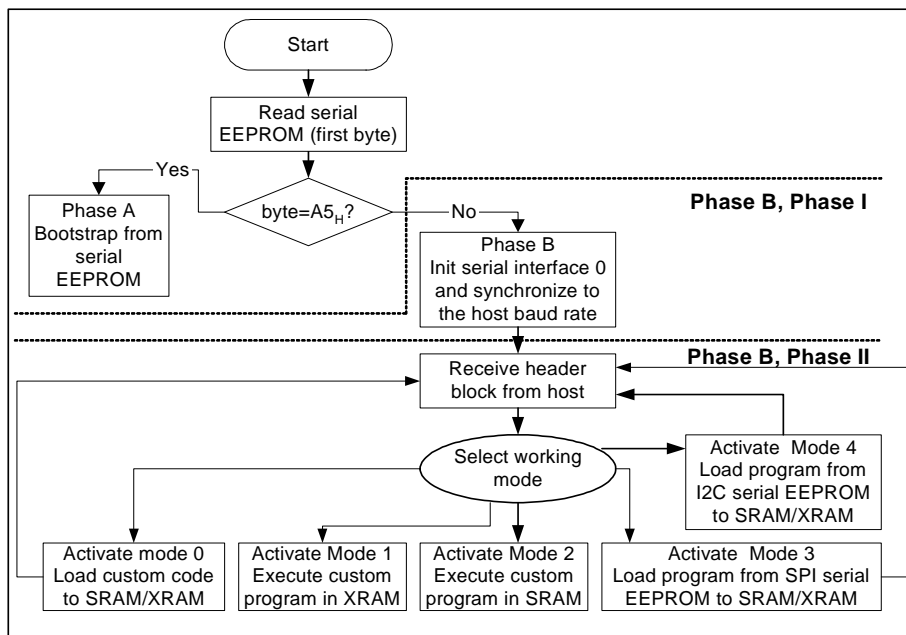 Start
Read serial
EEPROM (first byte)
Yes
byte=A5H?
No
Phase A
Bootstrap from
serial
EEPROM
Phase B, Phase I
Phase B
Init serial interface 0
and synchronize to
the host baud rate
Phase B, Phase II
Receive header
block from host
Select working
mode
Activate Mode 4
Load program from
I2C serial EEPROM
to SRAM/XRAM
Activate mode 0
Load custom code
to SRAM/XRAM
Activate Mode 1
Execute custom
program in XRAM
Activate Mode 2
Execute custom
program in SRAM
Activate Mode 3
Load program from SPI serial
EEPROM to SRAM/XRAM